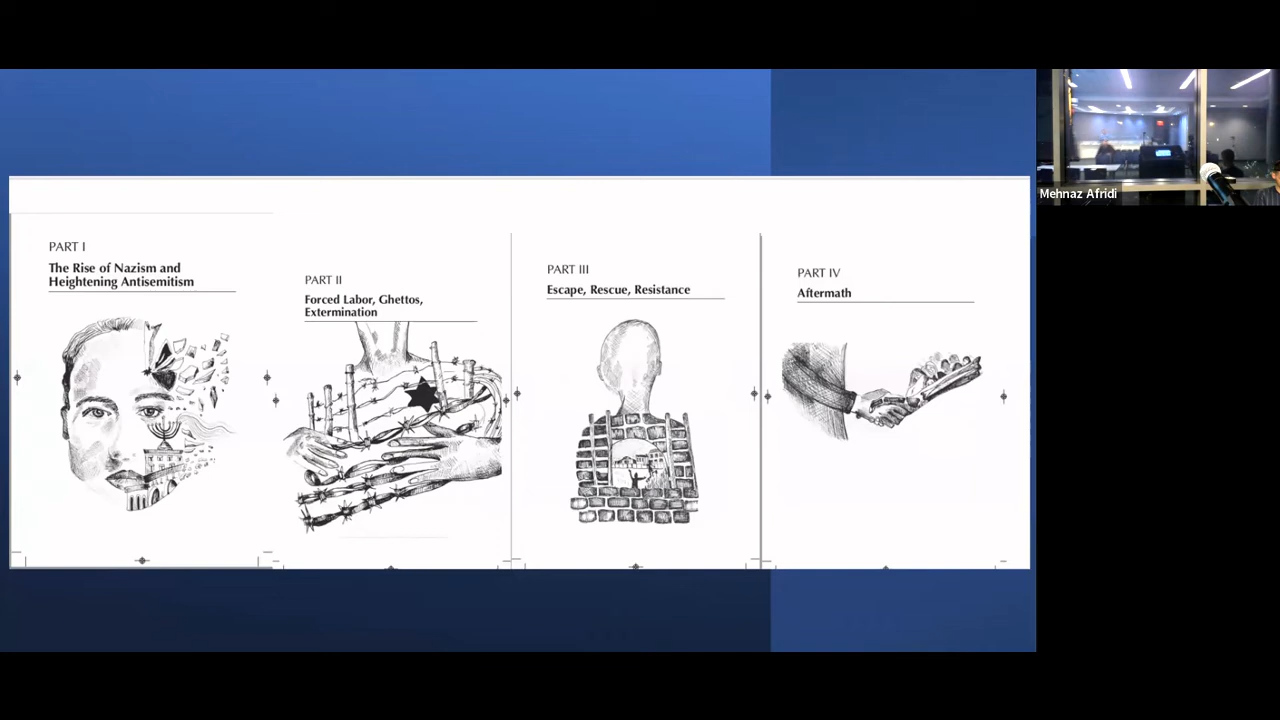 PART I
The Rise of Nazism and
Heightening Antisemitism
PART II
Forced Labor, Ghettos,
Extermination
PART III
Escape, Rescue, Resistance
PART IV
Aftermath
Mehnaz Afridi